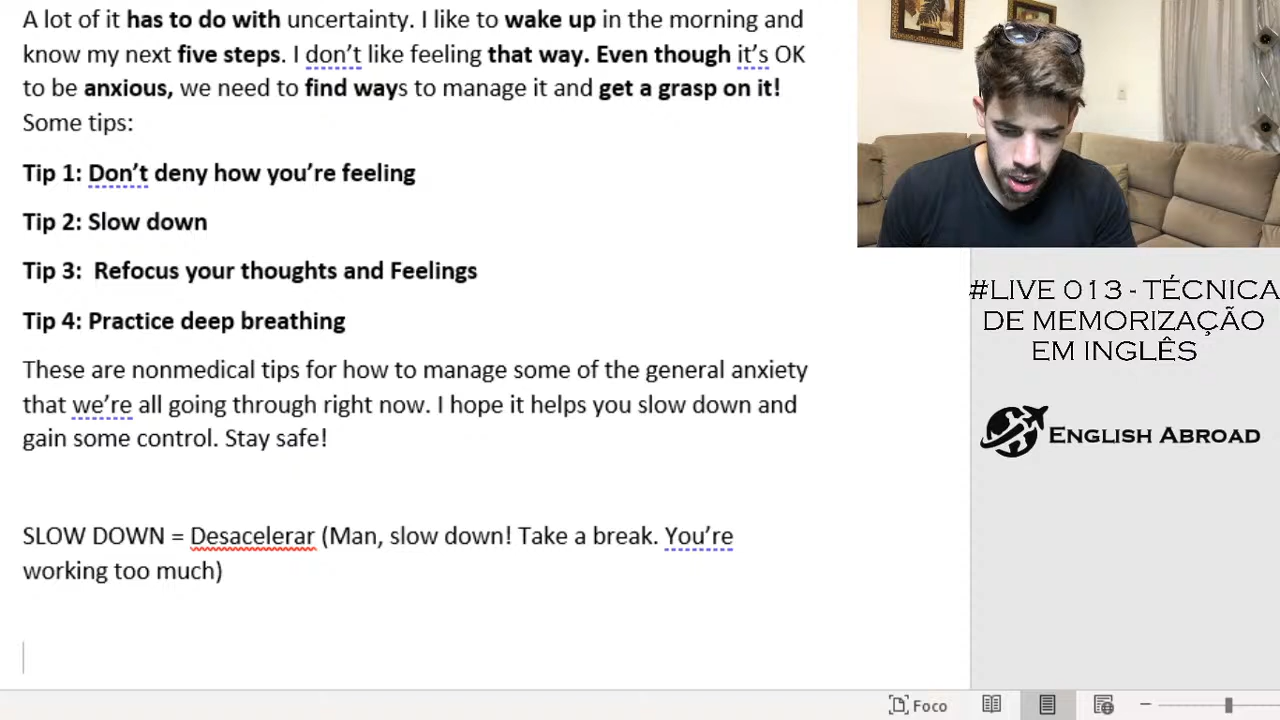 A lot of it has to do with uncertainty. I like to wake up in the morning and
know my next five steps. I don't like feeling that way. Even though it's OK
to be anxious, we need to find ways to manage it and get a grasp on it!
Some tips:
Tip 1: Don't deny how you're feeling
Tip 2: Slow down
Tip 3:  Refocus your thoughts and Feelings
Tip 4: Practice deep breathing
These are nonmedical tips for how to manage some of the general anxiety
that we're all going through right now. I hope it helps you slow down and
gain some control. Stay safe!
SLOW DOWN = Desacelerar (Man, slow down! Take a break. You're
working too much)
#LIVE 013 - TÉCNICA
DE MEMORIZAÇÃO
EM INGLÊS
ENGLISH ABROAD
Foco